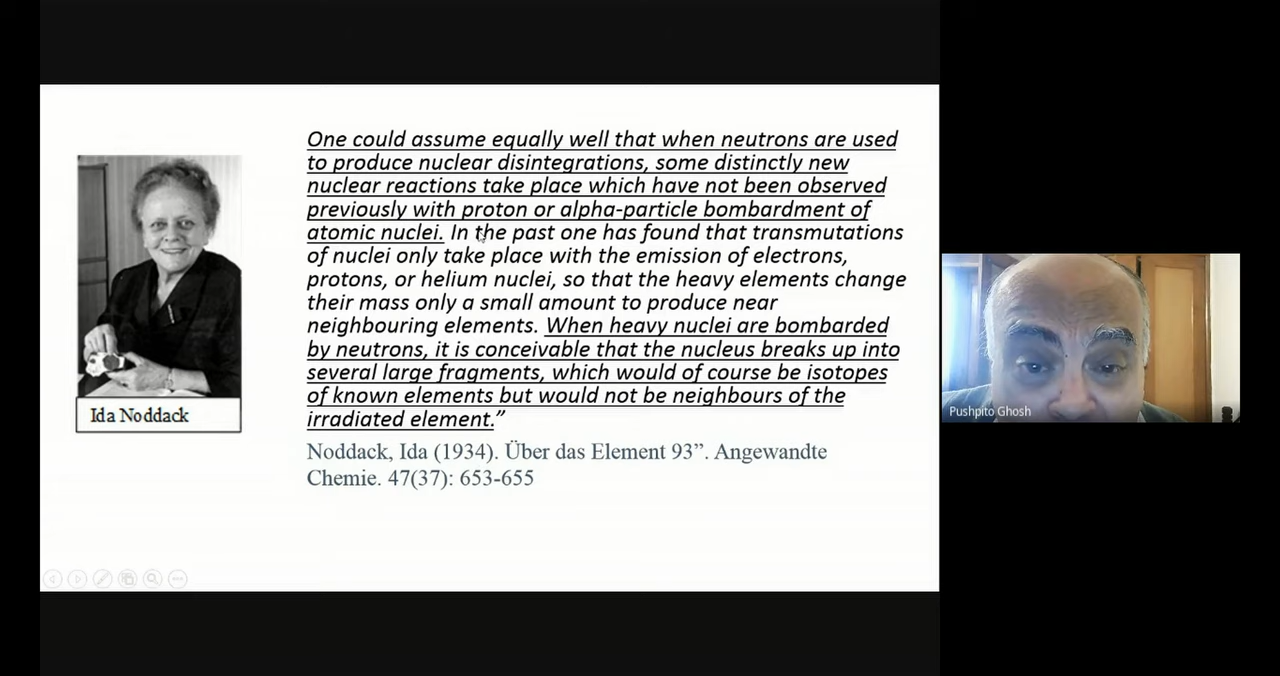 One could assume equally well that when neutrons are used
to produce nuclear disintegrations, some distinctly new
nuclear reactions take place which have not been observed
previously with proton or alpha-particle bombardment of
atomic nuclei. In the past one has found that transmutations
of nuclei only take place with the emission of electrons,
protons, or helium nuclei, so that the heavy elements change
their mass only a small amount to produce near
neighbouring elements. When heavy nuclei are bombarded
by neutrons, it is conceivable that the nucleus breaks up into
several large fragments, which would of course be isotopes
of known elements but would not be neighbours of the
irradiated element.”
Noddack, Ida (1934). Über das Element 93”. Angewandte
Chemie. 47(37): 653-655
Ida Noddack
Pushpito Ghosh